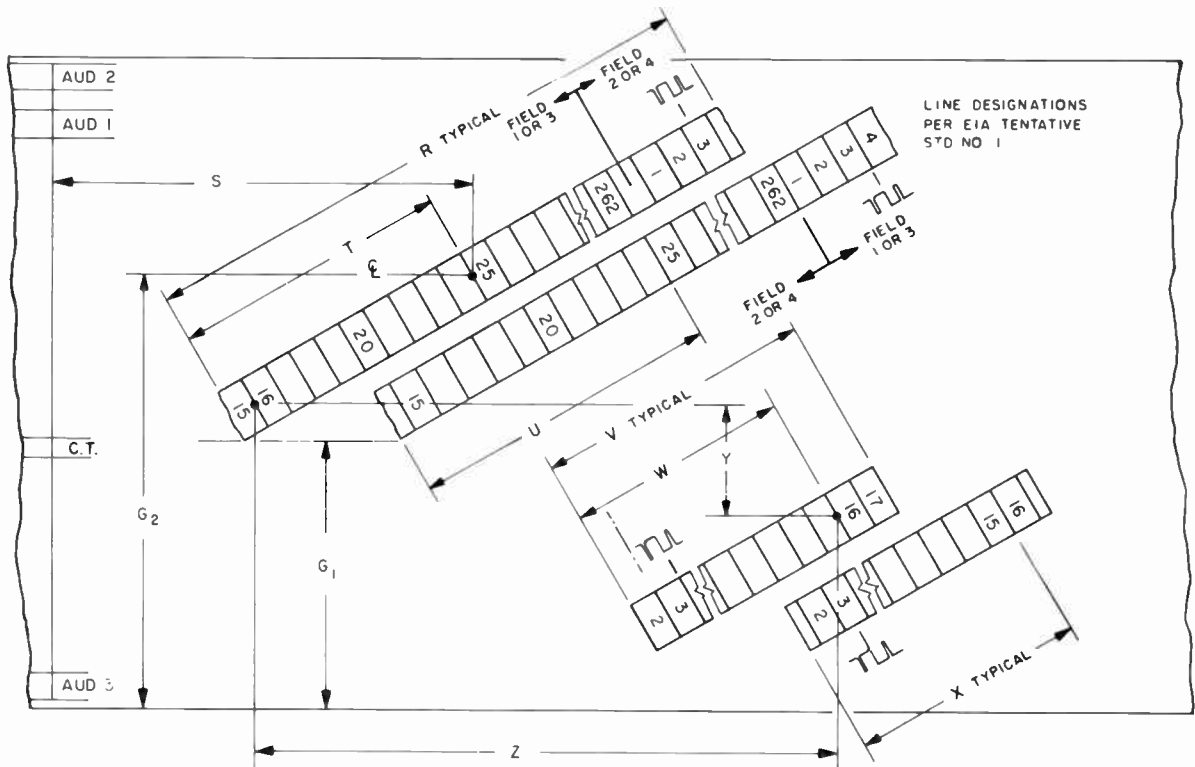 AUD 2
AUD 1
S
R TYPICAL
FIELD
1 OR 3
FIELD
2 OR 4
LINE DESIGNATIONS
PER EIA TENTATIVE
STD NO 1
T
℄
15
16
20
25
262
1
2
3
15
20
25
262
1
2
3
4
FIELD
1 OR 3
FIELD
2 OR 4
U
V TYPICAL
W
Y
C.T.
G2
G1
2
3
16
17
2
3
15
16
X TYPICAL
AUD 3
Z